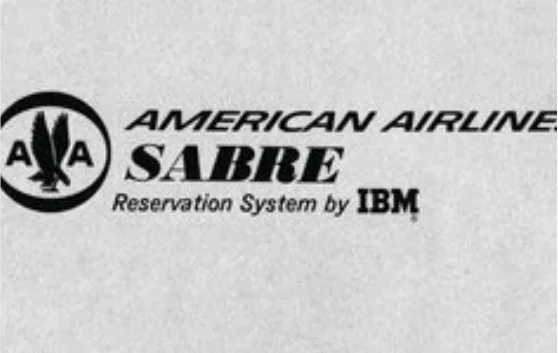 AMERICAN AIRLINE
A A
SABRE
Reservation System by IBM